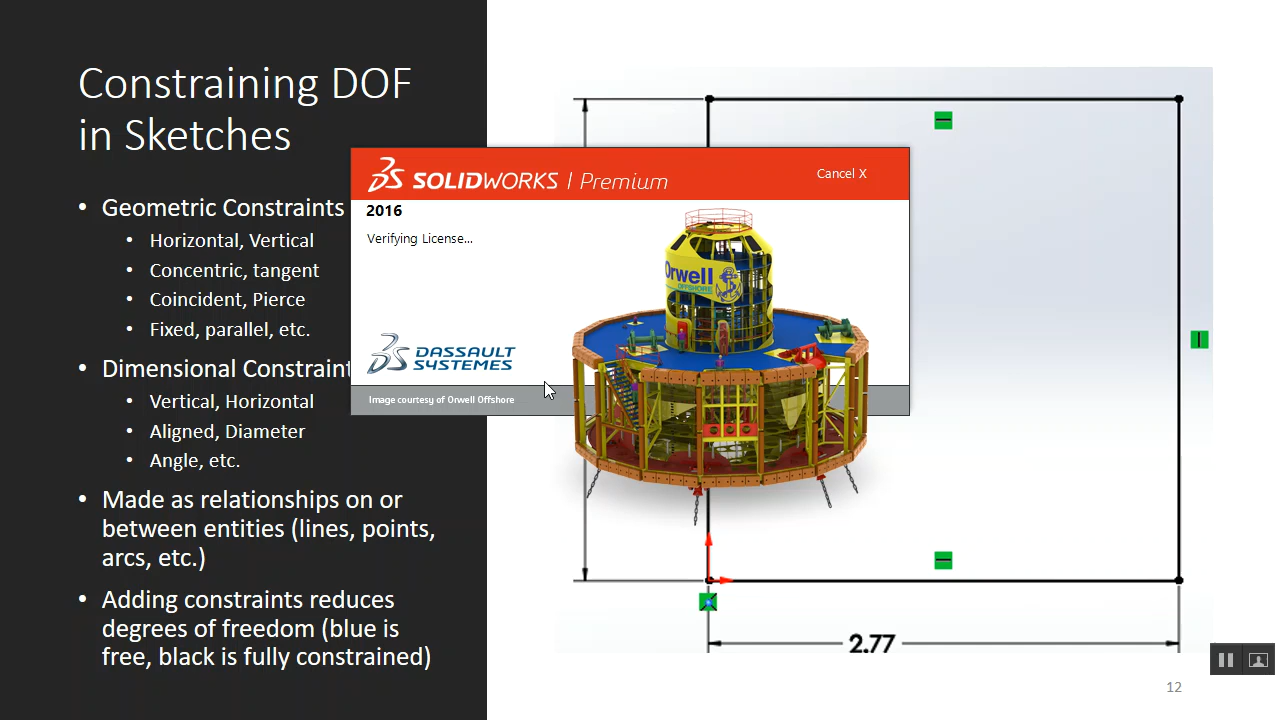 Constraining DOF
in Sketches
• Geometric Constraints
• Horizontal, Vertical
• Concentric, tangent
• Coincident, Pierce
• Fixed, parallel, etc.
• Dimensional Constraint
• Vertical, Horizontal
• Aligned, Diameter
• Angle, etc.
• Made as relationships on or
between entities (lines, points,
arcs, etc.)
• Adding constraints reduces
degrees of freedom (blue is
free, black is fully constrained)
SOLIDWORKS | Premium
Cancel X
2016
Verifying License...
Orwell
OFFSHORE
DASSAULT
SYSTEMES
Image courtesy of Orwell Offshore
2.77
12